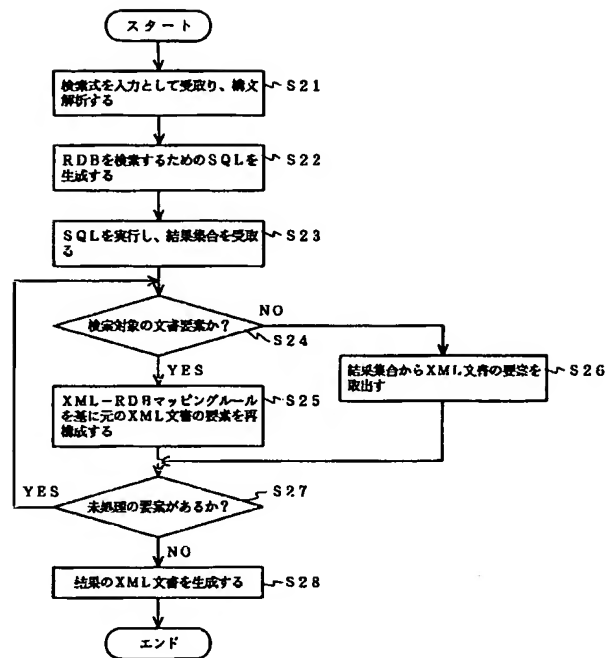 スタート
検索式を入力として受取り、構文
解析する
S21
RDBを検索するためのSQLを
生成する
S22
SQLを実行し、結果集合を受取
る
S23
検索対象の文書要素か?
S24
NO
YES
XML-RDBマッピングルール
を基に元のXML文書の要素を再
構成する
S25
結果集合からXML文書の要素を
取出す
S26
未処理の要素があるか?
S27
YES
NO
結果のXML文書を生成する
S28
エンド